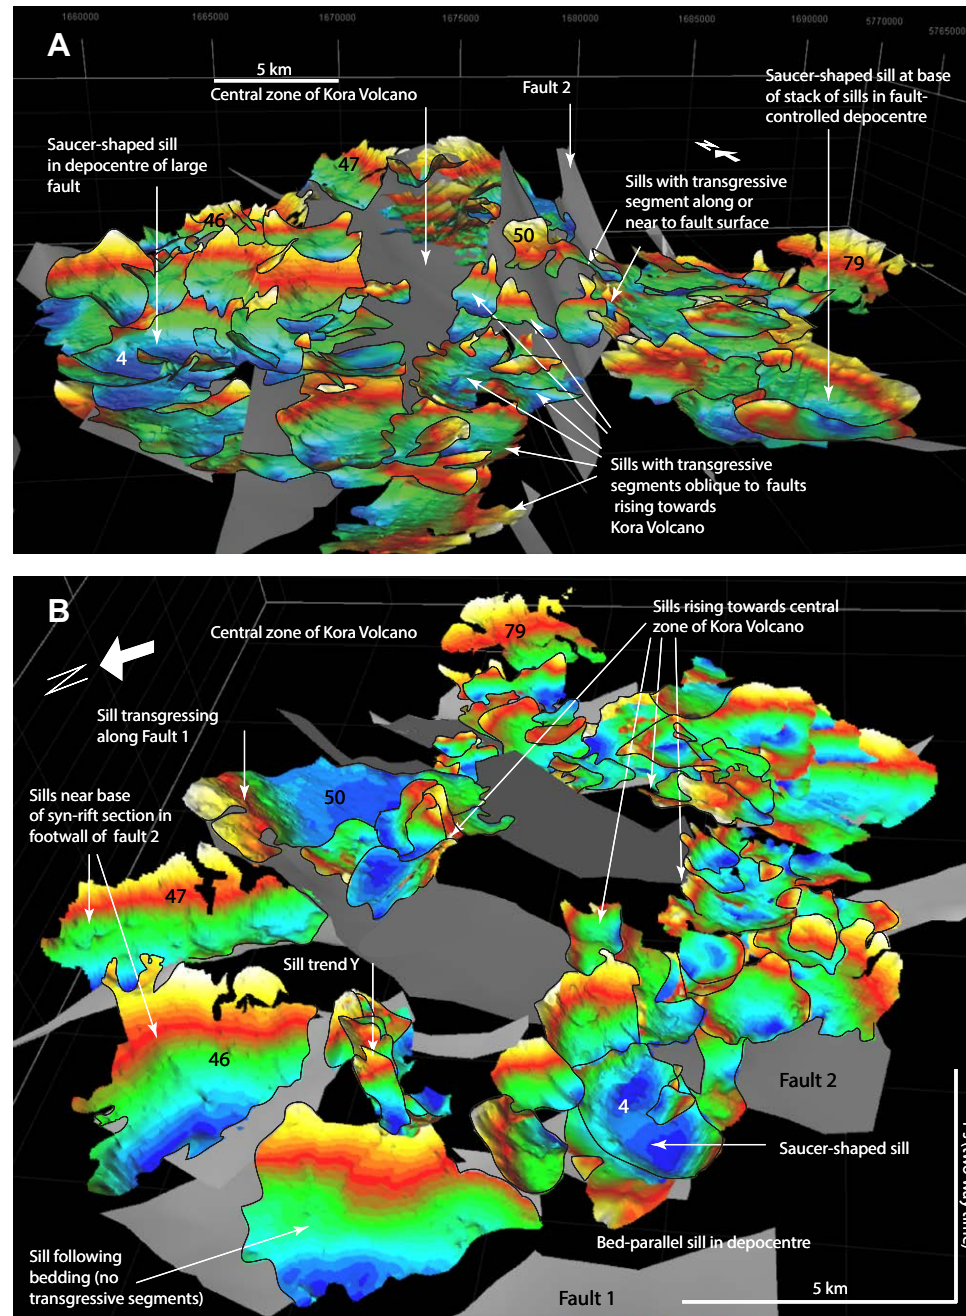 1660000 1665000 1670000 1675000 1680000 1685000 1690000 5770000 5765000
A
5 km
Central zone of Kora Volcano
Fault 2
Saucer-shaped sill at base
of stack of sills in fault-
controlled depocentre
Saucer-shaped sill
in depocentre of large
fault
Sills with transgressive
segment along or
near to fault surface
47
46
50
79
4
Sills with transgressive
segments oblique to faults
rising towards
Kora Volcano
B
Central zone of Kora Volcano
79
Sills rising towards central
zone of Kora Volcano
N
Sill transgressing
along Fault 1
50
Sills near base
of syn-rift section in
footwall of fault 2
47
Sill trend Y
46
Fault 2
4
Saucer-shaped sill
Bed-parallel sill in depocentre
Sill following
bedding (no
transgressive segments)
Fault 1
5 km